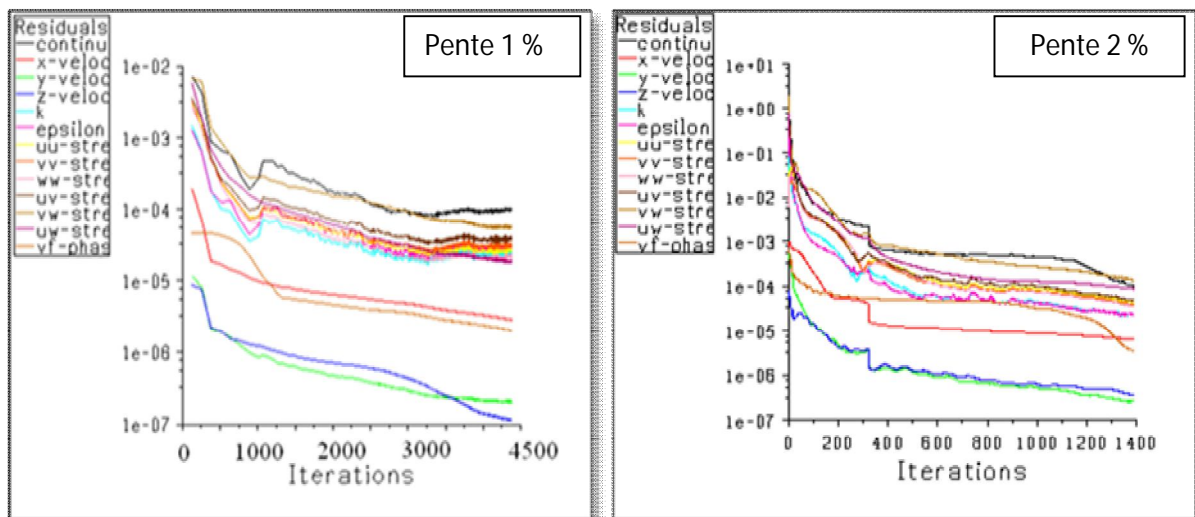 Residuals
continu
x-veloc
y-veloc
z-veloc
k
epsilon
uu-stre
vv-stre
ww-stre
uv-stre
vw-stre
uw-stre
vf-phas
Pente 1 %
1e-02
1e-03
1e-04
1e-05
1e-06
1e-07
0 1000 2000 3000 4500
Iterations
Residuals
continu
x-veloc
y-veloc
z-veloc
k
epsilon
uu-stre
vv-stre
ww-stre
uv-stre
vw-stre
uw-stre
vf-phas
Pente 2 %
1e+01
1e+00
1e-01
1e-02
1e-03
1e-04
1e-05
1e-06
1e-07
0 200 400 600 800 1000 1200 1400
Iterations